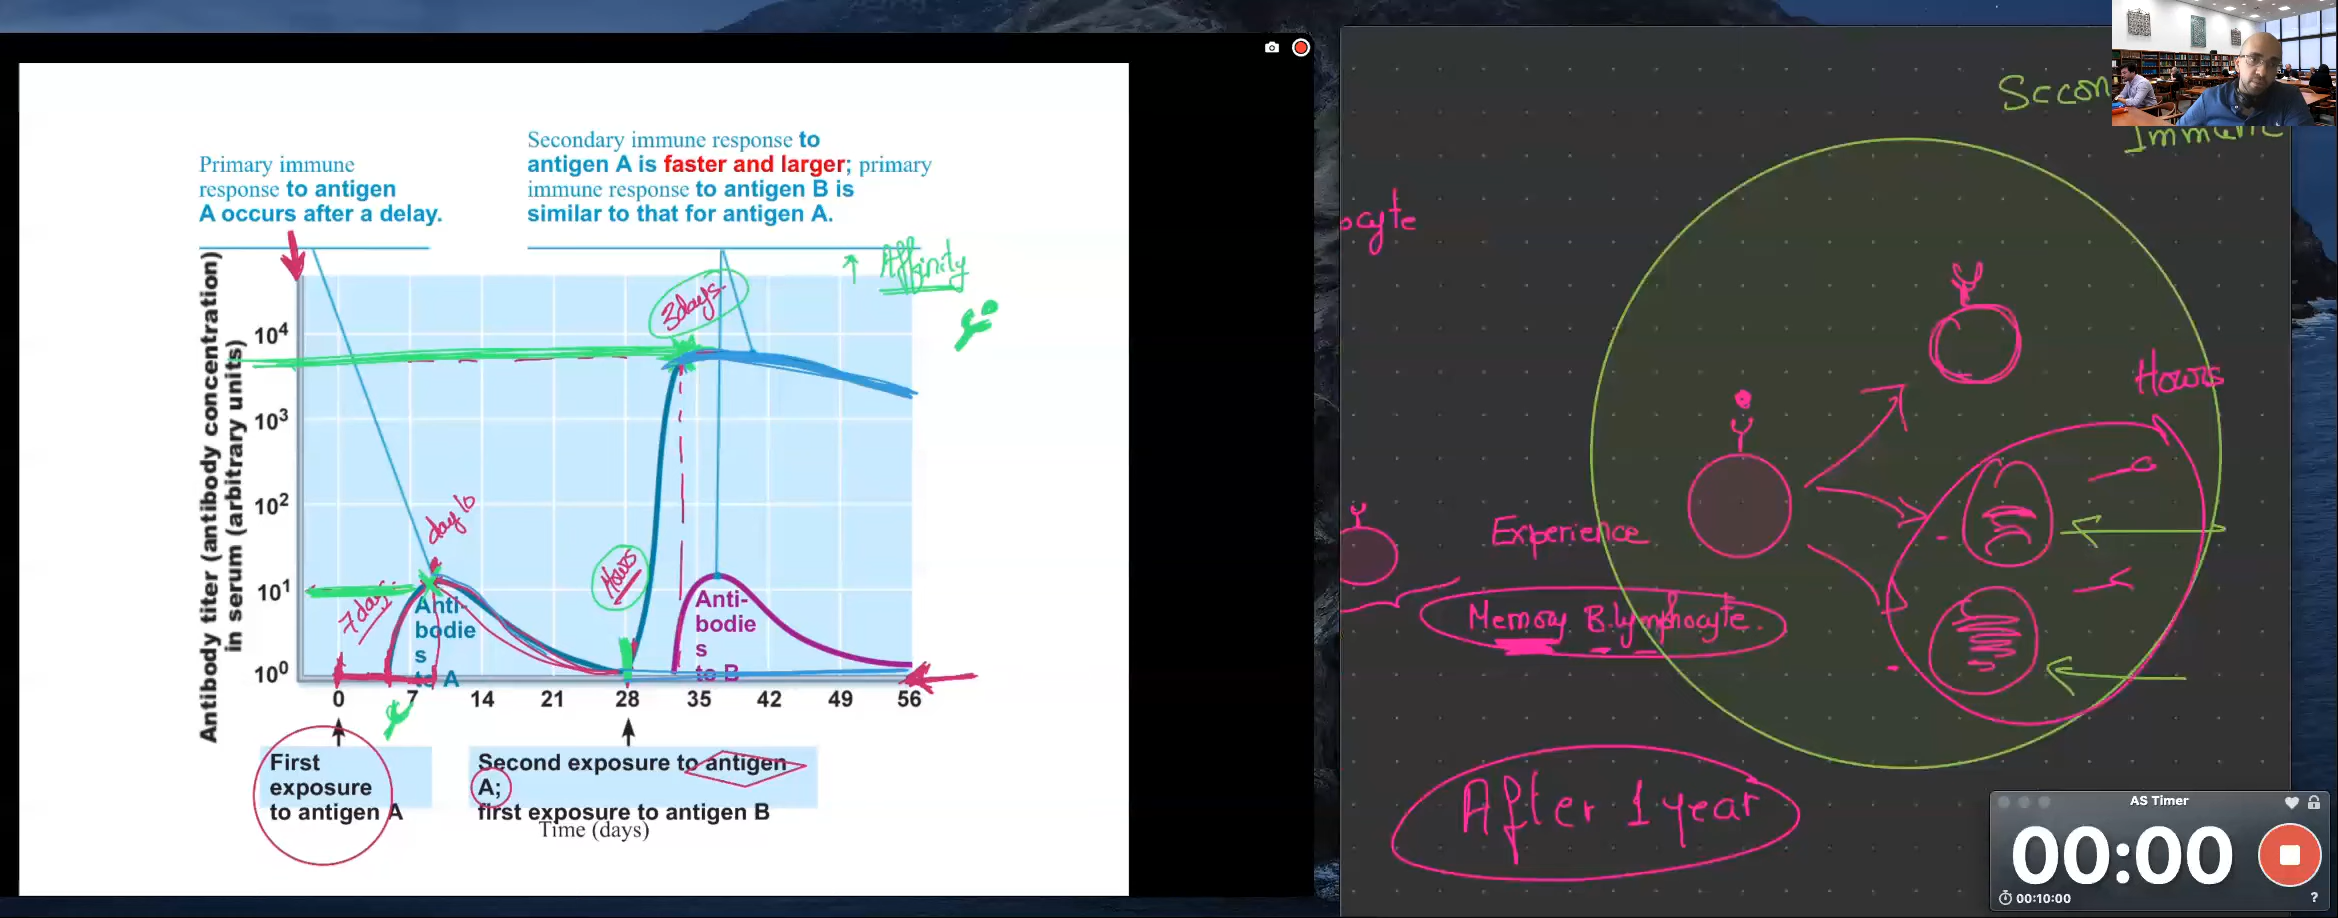 Primary immune
response to antigen
A occurs after a delay.
Secondary immune response to
antigen A is faster and larger; primary
immune response to antigen B is
similar to that for antigen A.
↑ Affinity
3days.
Antibody titer (antibody concentration)
in serum (arbitrary units)
10⁴
10³
10²
10¹
10⁰
day 10
7days
Hours
Anti-
bodie
s
to A
Anti-
bodie
s
to B
0 7 14 21 28 35 42 49 56
First
exposure
to antigen A
Second exposure to antigen
A;
first exposure to antigen B
Time (days)
Secon
Immune
ocyte
Hours
Experience
Memory B.lymphocyte.
After 1 year
AS Timer
00:00
00:10:00
?